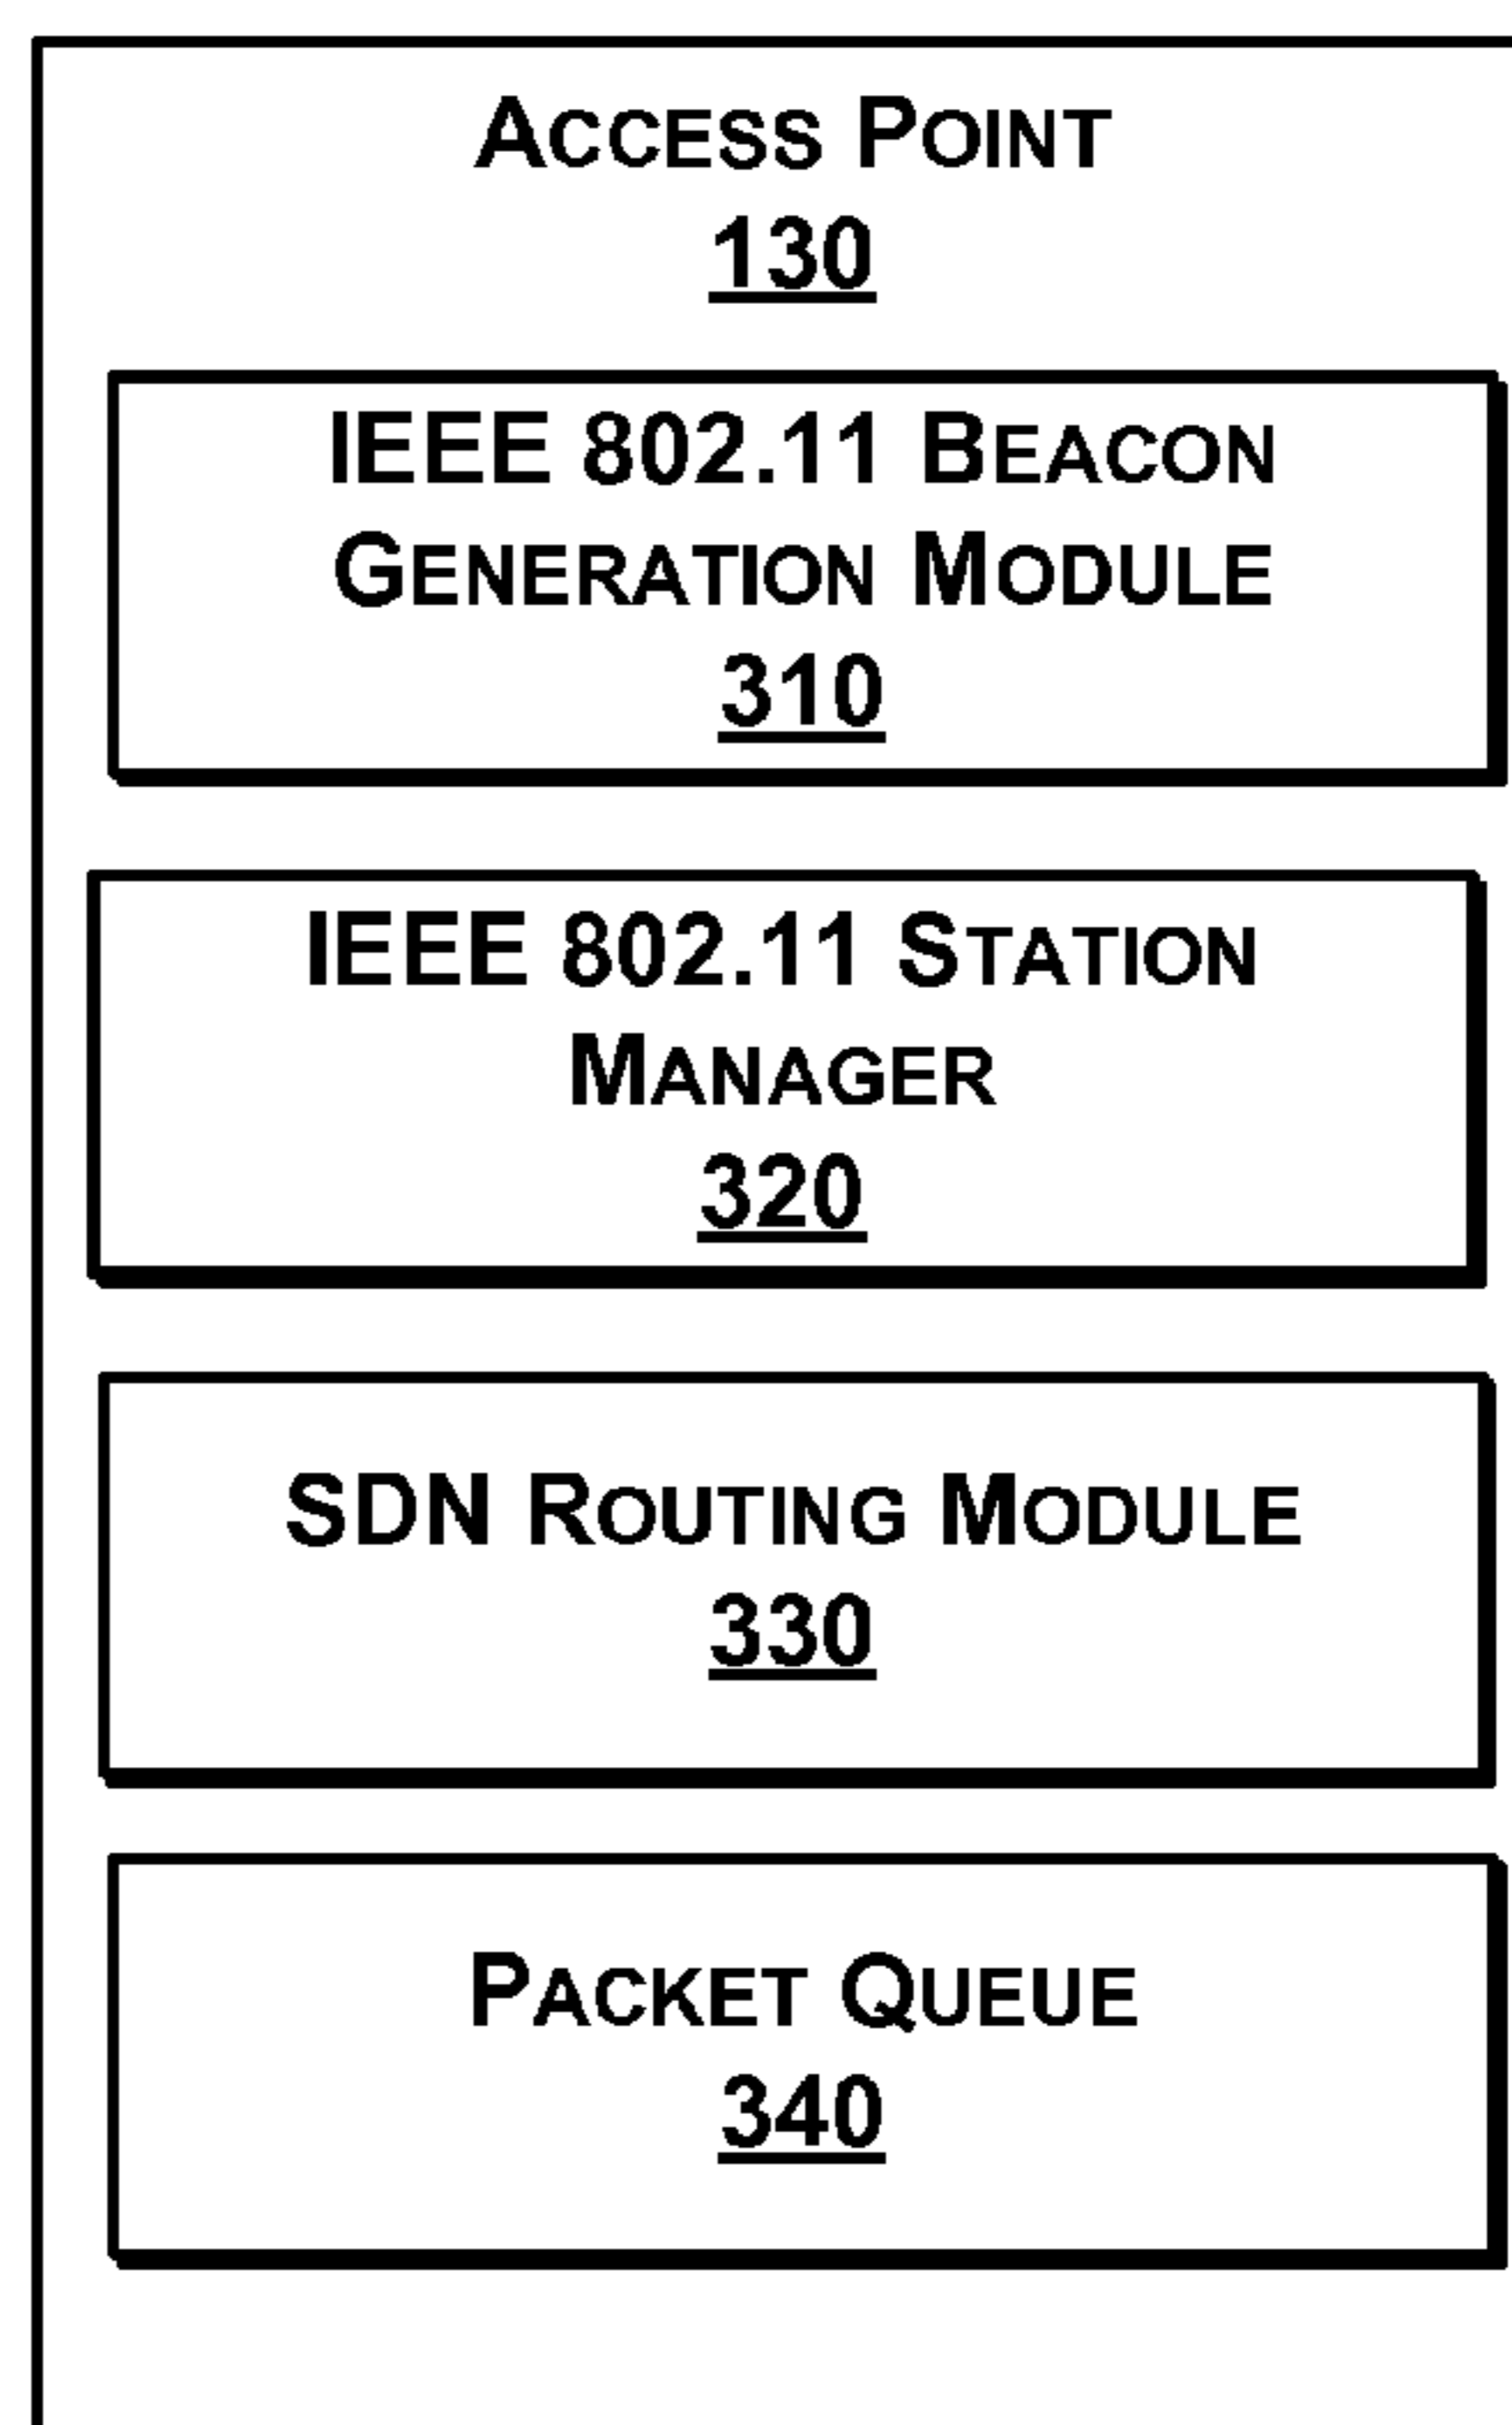 ACCESS POINT
130
IEEE 802.11 BEACON
GENERATION MODULE
310
IEEE 802.11 STATION
MANAGER
320
SDN ROUTING MODULE
330
PACKET QUEUE
340